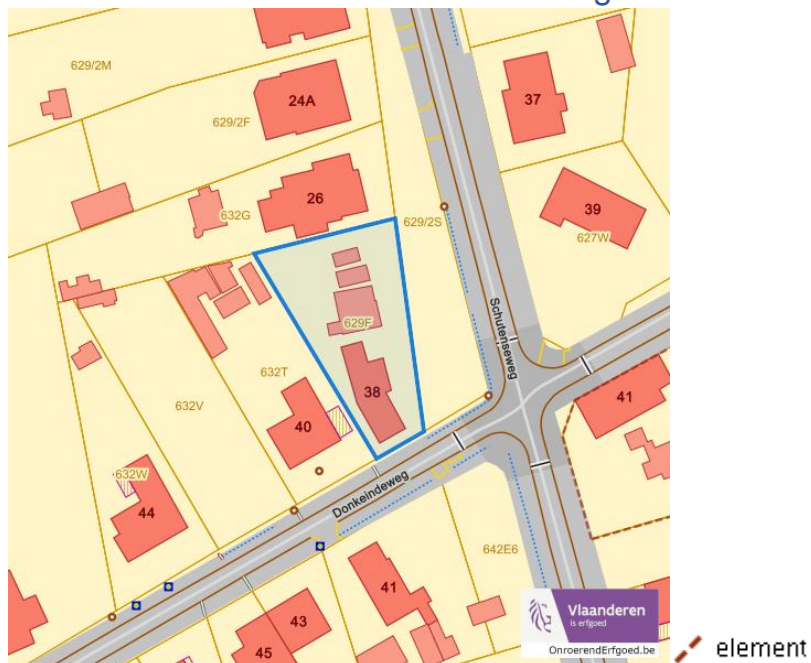 629/2M
24A
37
629/2F
26
39
632G
629/2S
627W
629F
Schutenseweg
632T
38
41
632V
40
632W
44
Donkeindeweg
642E6
41
43
45
Vlaanderen
is erfgoed
OnroerendErfgoed.be
element